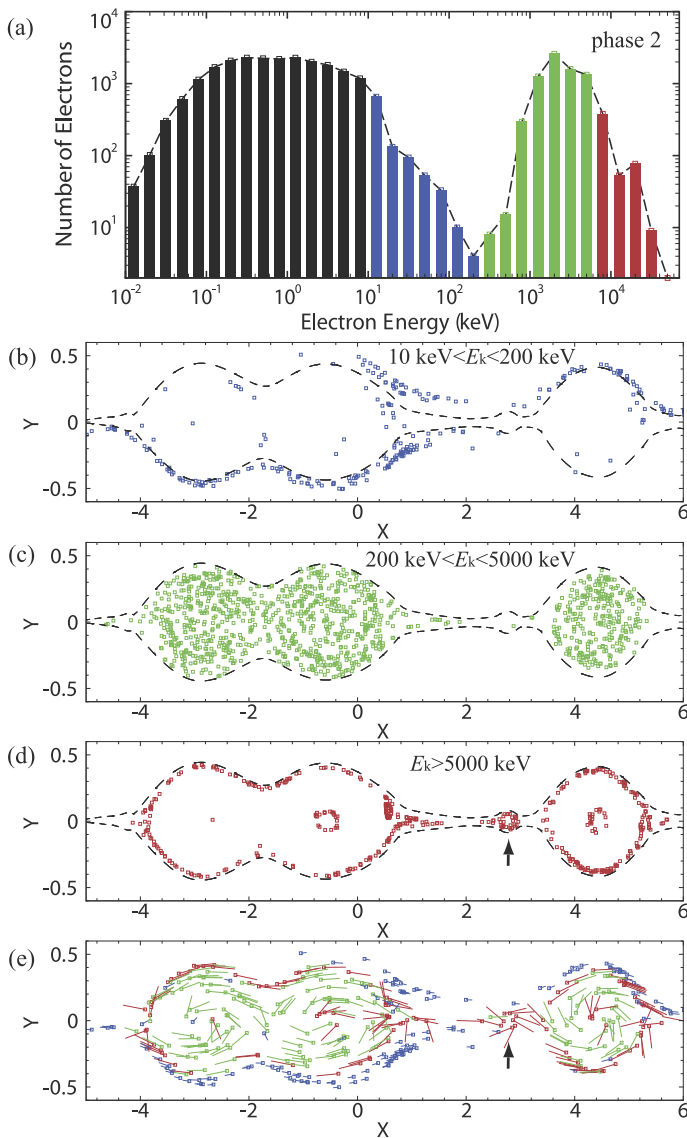 (a)
phase 2
Number of Electrons
10^4
10^3
10^2
10^1
10^-2 10^-1 10^0 10^1 10^2 10^3 10^4
Electron Energy (keV)
(b)
10 keV<E_k<200 keV
Y
0.5
0
-0.5
-4 -2 0 2 4 6
X
(c)
200 keV<E_k<5000 keV
Y
0.5
0
-0.5
-4 -2 0 2 4 6
X
(d)
E_k>5000 keV
Y
0.5
0
-0.5
-4 -2 0 2 4 6
X
(e)
Y
0.5
0
-0.5
-4 -2 0 2 4 6
X